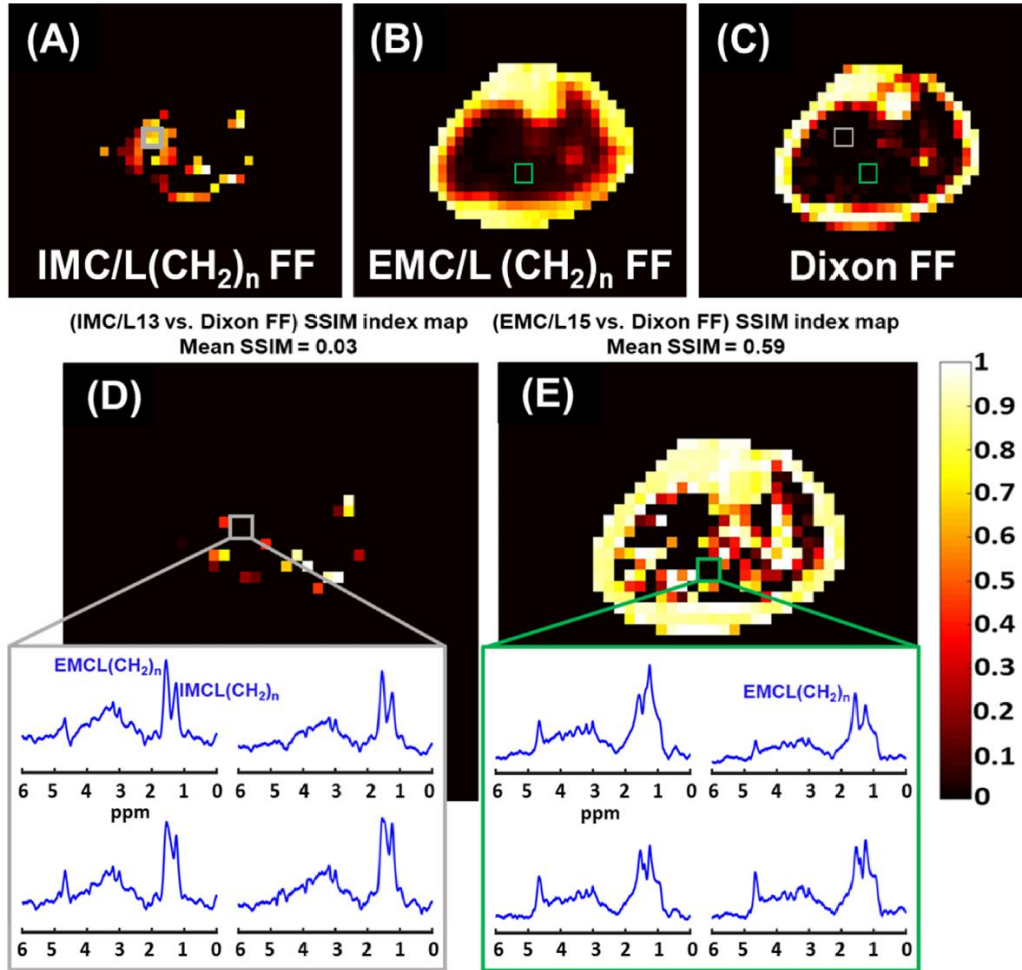 (A)
(B)
(C)
IMC/L(CH2)n FF
EMC/L (CH2)n FF
Dixon FF
(IMC/L13 vs. Dixon FF) SSIM index map
Mean SSIM = 0.03
(EMC/L15 vs. Dixon FF) SSIM index map
Mean SSIM = 0.59
(D)
(E)
1
0.9
0.8
0.7
0.6
0.5
0.4
0.3
0.2
0.1
0
EMCL(CH2)n
IMCL(CH2)n
6 5 4 3 2 1 0
6 5 4 3 2 1 0
ppm
6 5 4 3 2 1 0
6 5 4 3 2 1 0
EMCL(CH2)n
6 5 4 3 2 1 0
6 5 4 3 2 1 0
ppm
6 5 4 3 2 1 0
6 5 4 3 2 1 0